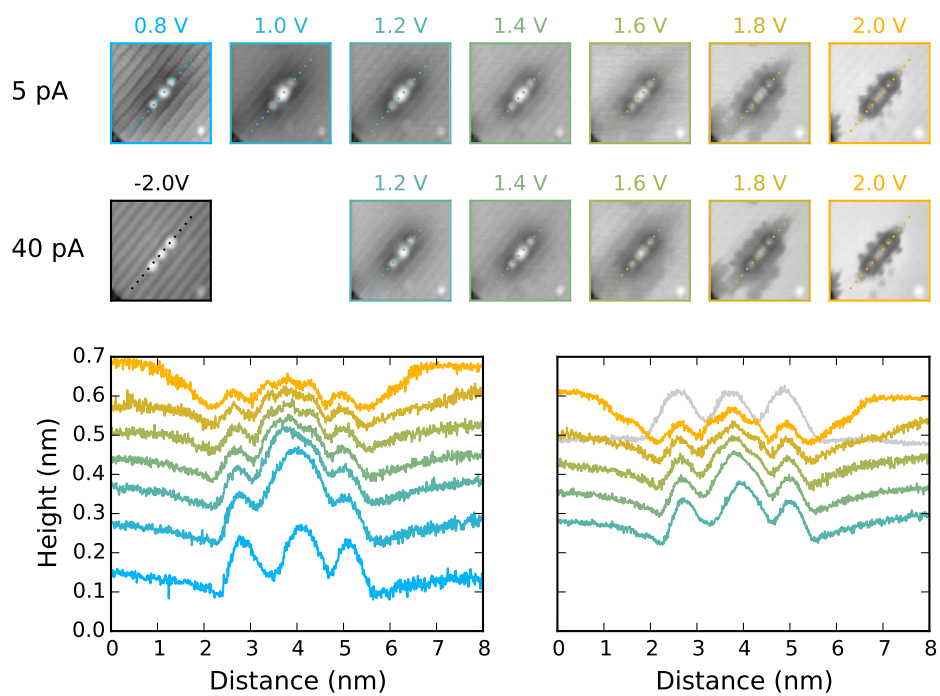 0.8 V 1.0 V 1.2 V 1.4 V 1.6 V 1.8 V 2.0 V
5 pA
-2.0V 1.2 V 1.4 V 1.6 V 1.8 V 2.0 V
40 pA
0.7
0.6
0.5
0.4
0.3
0.2
0.1
0.0
Height (nm)
0 1 2 3 4 5 6 7 8
Distance (nm)
0 1 2 3 4 5 6 7 8
Distance (nm)